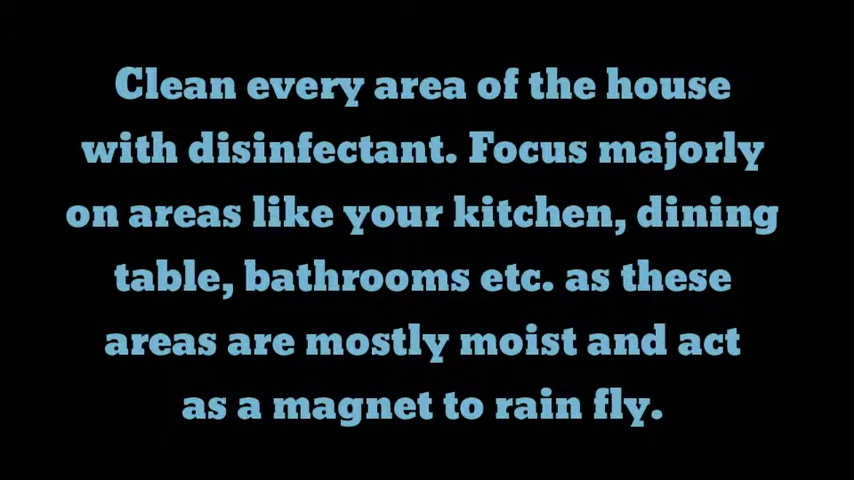 Clean every area of the house
with disinfectant. Focus majorly
on areas like your kitchen, dining
table, bathrooms etc. as these
areas are mostly moist and act
as a magnet to rain fly.